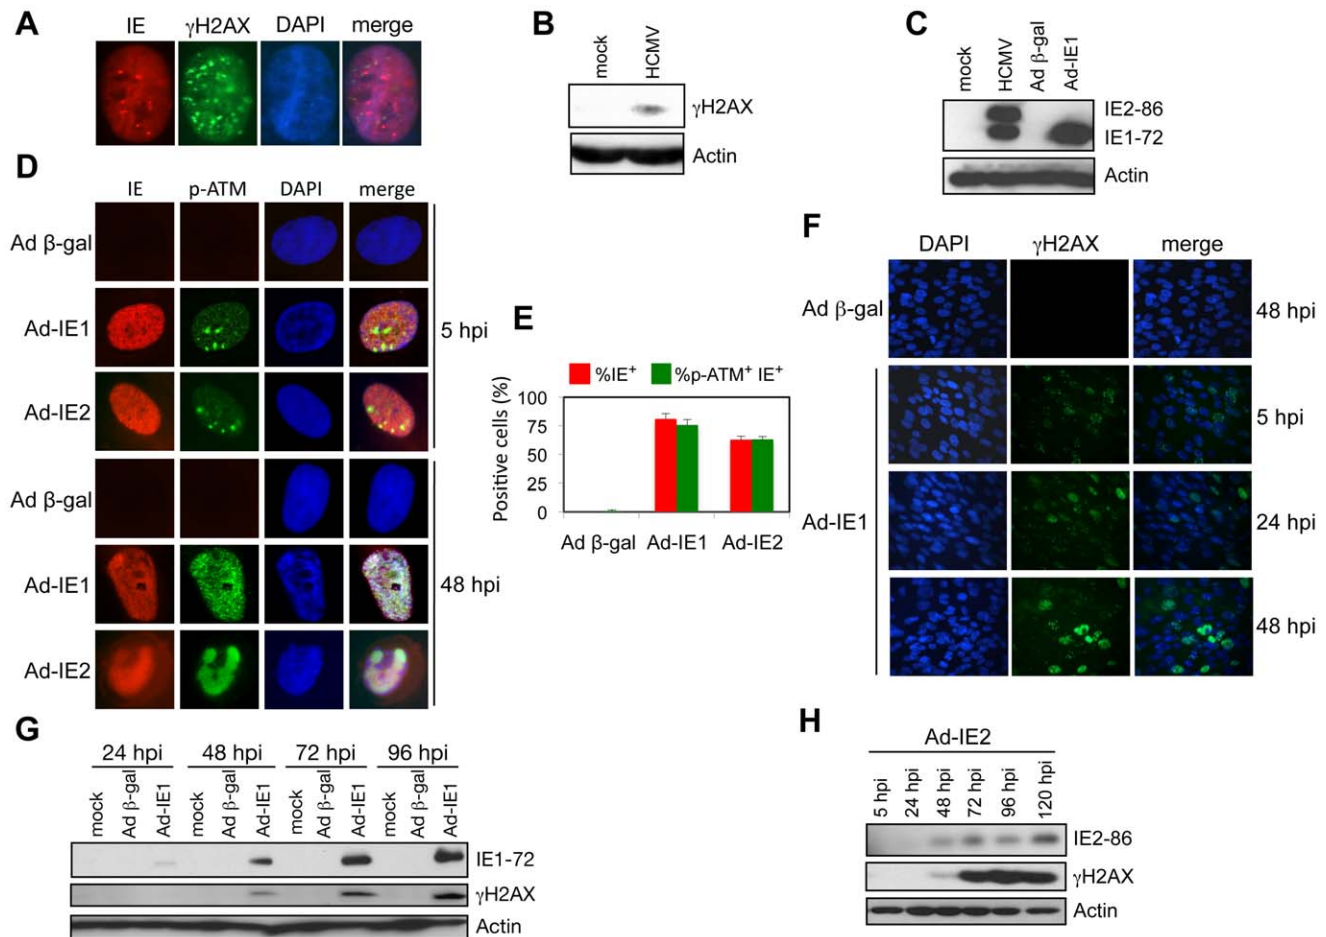 A
IE γH2AX DAPI merge
B
mock HCMV
γH2AX
Actin
C
mock HCMV Ad β-gal Ad-IE1
IE2-86
IE1-72
Actin
D
IE p-ATM DAPI merge
Ad β-gal
Ad-IE1
5 hpi
Ad-IE2
Ad β-gal
Ad-IE1
48 hpi
Ad-IE2
E
%IE⁺ %p-ATM⁺ IE⁺
Positive cells (%)
100
75
50
25
0
Ad β-gal Ad-IE1 Ad-IE2
F
DAPI γH2AX merge
Ad β-gal
48 hpi
5 hpi
Ad-IE1
24 hpi
48 hpi
G
24 hpi 48 hpi 72 hpi 96 hpi
mock Ad β-gal Ad-IE1 mock Ad β-gal Ad-IE1 mock Ad β-gal Ad-IE1 mock Ad β-gal Ad-IE1
IE1-72
γH2AX
Actin
H
Ad-IE2
5 hpi 24 hpi 48 hpi 72 hpi 96 hpi 120 hpi
IE2-86
γH2AX
Actin